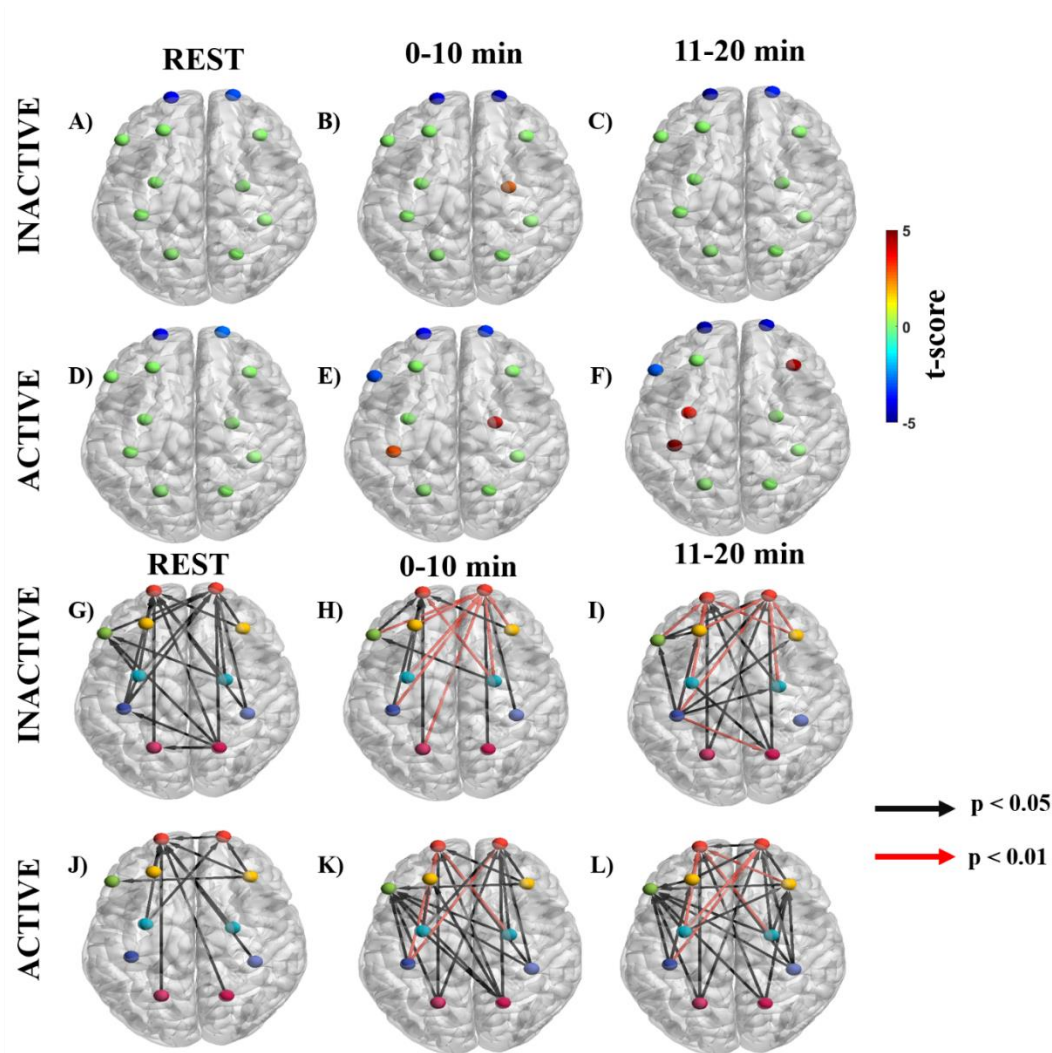 REST 0-10 min 11-20 min
INACTIVE
A) B) C)
5
0
-5
t-score
ACTIVE
D) E) F)
REST 0-10 min 11-20 min
INACTIVE
G) H) I)
p < 0.05
p < 0.01
ACTIVE
J) K) L)